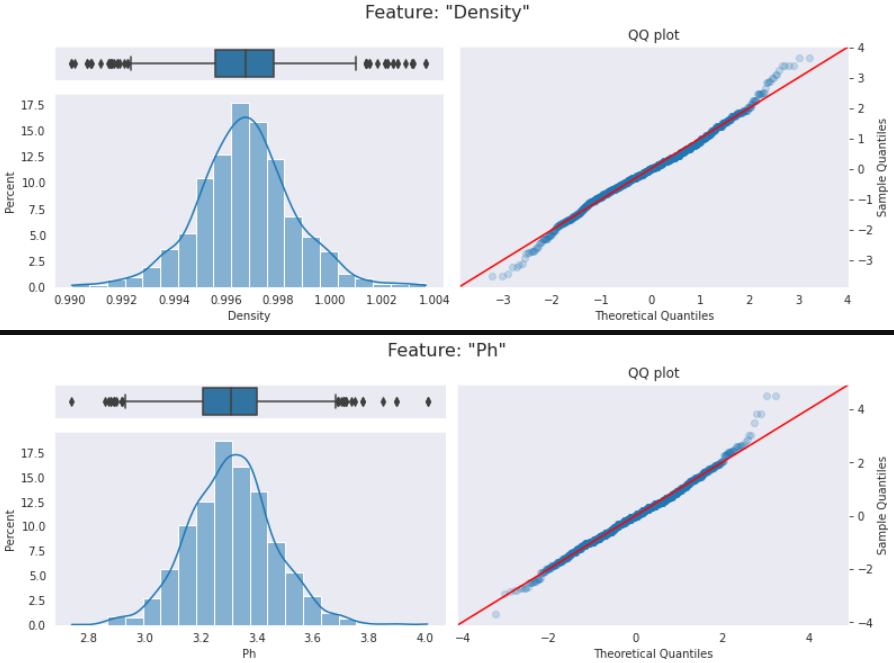 Feature: "Density"
QQ plot
Percent
17.5
15.0
12.5
10.0
7.5
5.0
2.5
0.0
0.990 0.992 0.994 0.996 0.998 1.000 1.002 1.004
Density
4
3
2
1
0
−1
−2
−3
Sample Quantiles
−3 −2 −1 0 1 2 3 4
Theoretical Quantiles
Feature: "Ph"
QQ plot
Percent
17.5
15.0
12.5
10.0
7.5
5.0
2.5
0.0
2.8 3.0 3.2 3.4 3.6 3.8 4.0
Ph
4
2
0
−2
−4
Sample Quantiles
−4 −2 0 2 4
Theoretical Quantiles